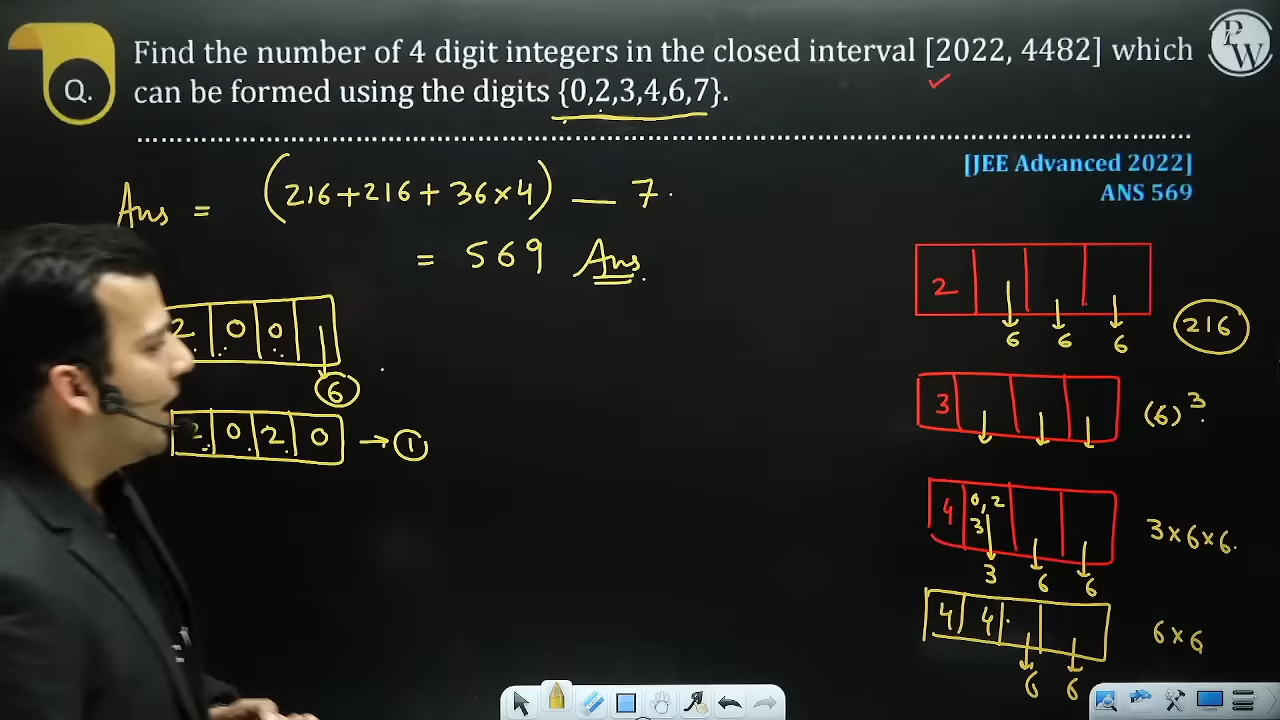 Q.
Find the number of 4 digit integers in the closed interval [2022, 4482] which
can be formed using the digits {0,2,3,4,6,7}.
PW
[JEE Advanced 2022]
ANS 569
Ans = (216+216+36×4) — 7.
= 569 Ans.
2 0 0
6
2 0 2 0 → 1
2
6 6 6
216
3
(6)³
4 0, 2
3
3 6 6
3×6×6.
4 4
6 6
6×6